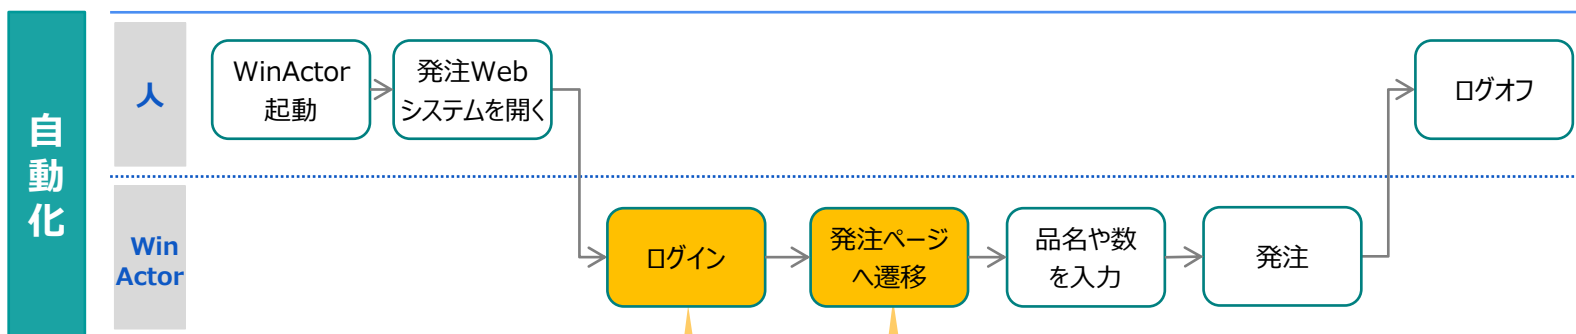 自動化
人
WinActor
起動
発注Web
システムを開く
ログオフ
Win
Actor
ログイン
発注ページ
へ遷移
品名や数
を入力
発注